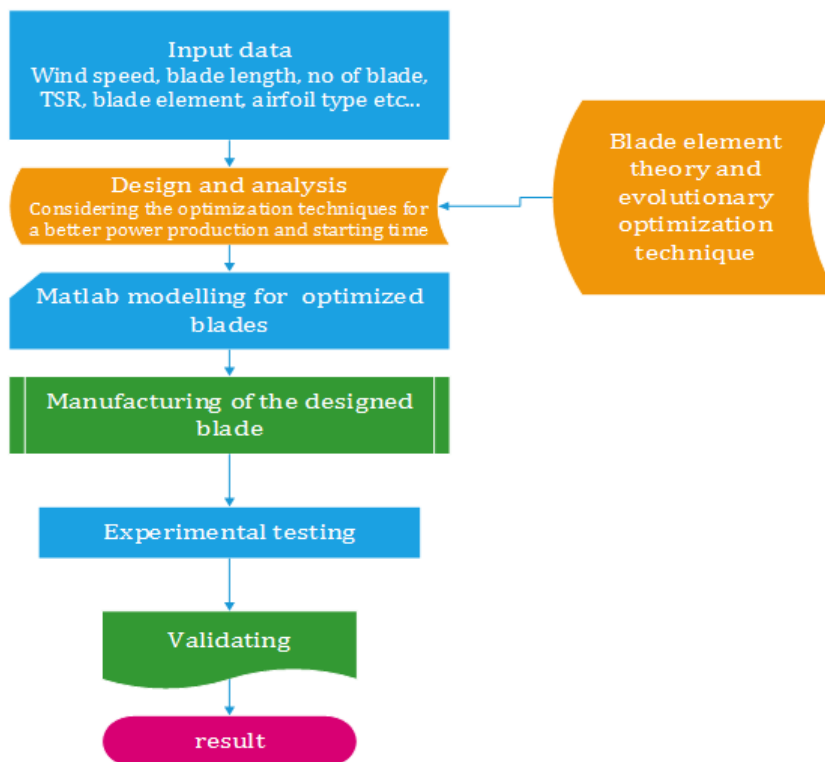 Input data
Wind speed, blade length, no of blade,
TSR, blade element, airfoil type etc...
Design and analysis
Considering the optimization techniques for
a better power production and starting time
Blade element
theory and
evolutionary
optimization
technique
Matlab modelling for optimized
blades
Manufacturing of the designed
blade
Experimental testing
Validating
result